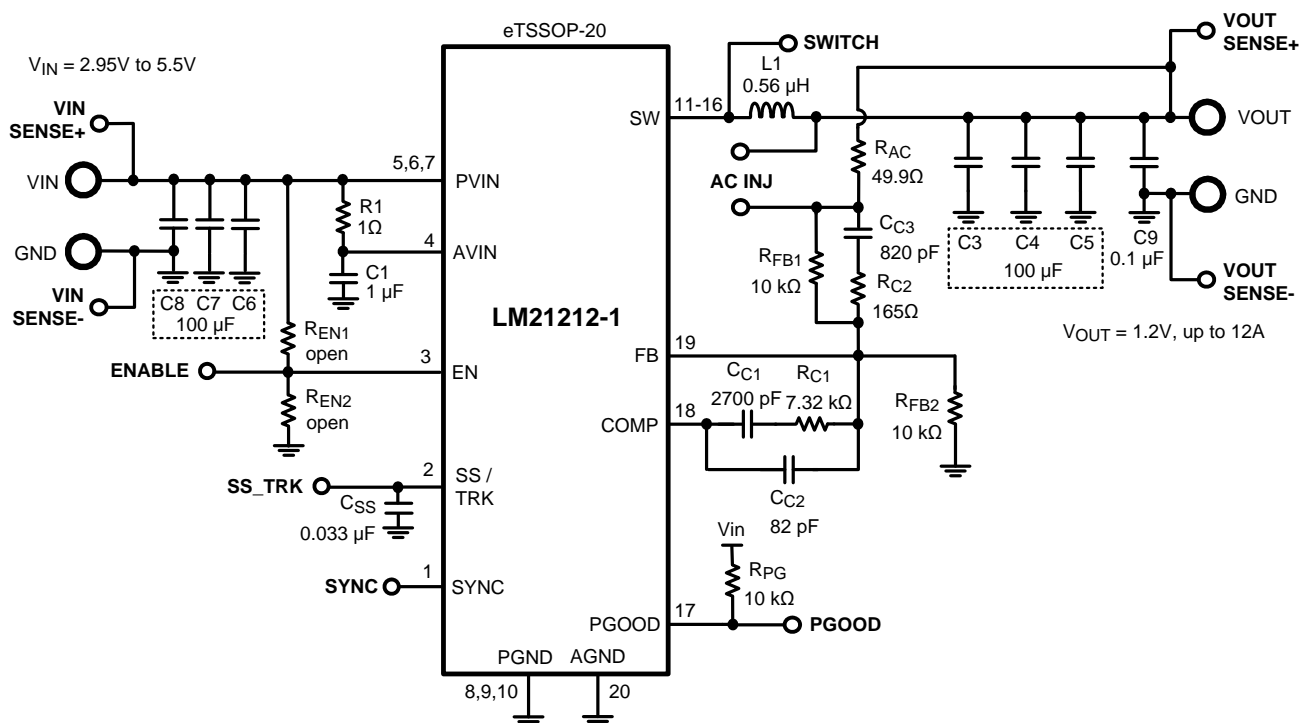 eTSSOP-20
VIN = 2.95V to 5.5V
VIN
SENSE+
VIN
GND
VIN
SENSE-
C8 C7 C6
100 µF
R1
1Ω
C1
1 µF
REN1
open
ENABLE
REN2
open
SS_TRK
CSS
0.033 µF
SYNC
5,6,7
4
3
2
1
PVIN
AVIN
EN
SS /
TRK
SYNC
LM21212-1
SW
FB
COMP
PGOOD
PGND AGND
8,9,10
20
11-16
19
18
17
SWITCH
L1
0.56 µH
AC INJ
RAC
49.9Ω
CC3
820 pF
RFB1
10 kΩ
RC2
165Ω
CC1
2700 pF
RC1
7.32 kΩ
CC2
82 pF
RFB2
10 kΩ
Vin
RPG
10 kΩ
PGOOD
VOUT
SENSE+
VOUT
GND
C3 C4 C5
100 µF
C9
0.1 µF
VOUT
SENSE-
VOUT = 1.2V, up to 12A